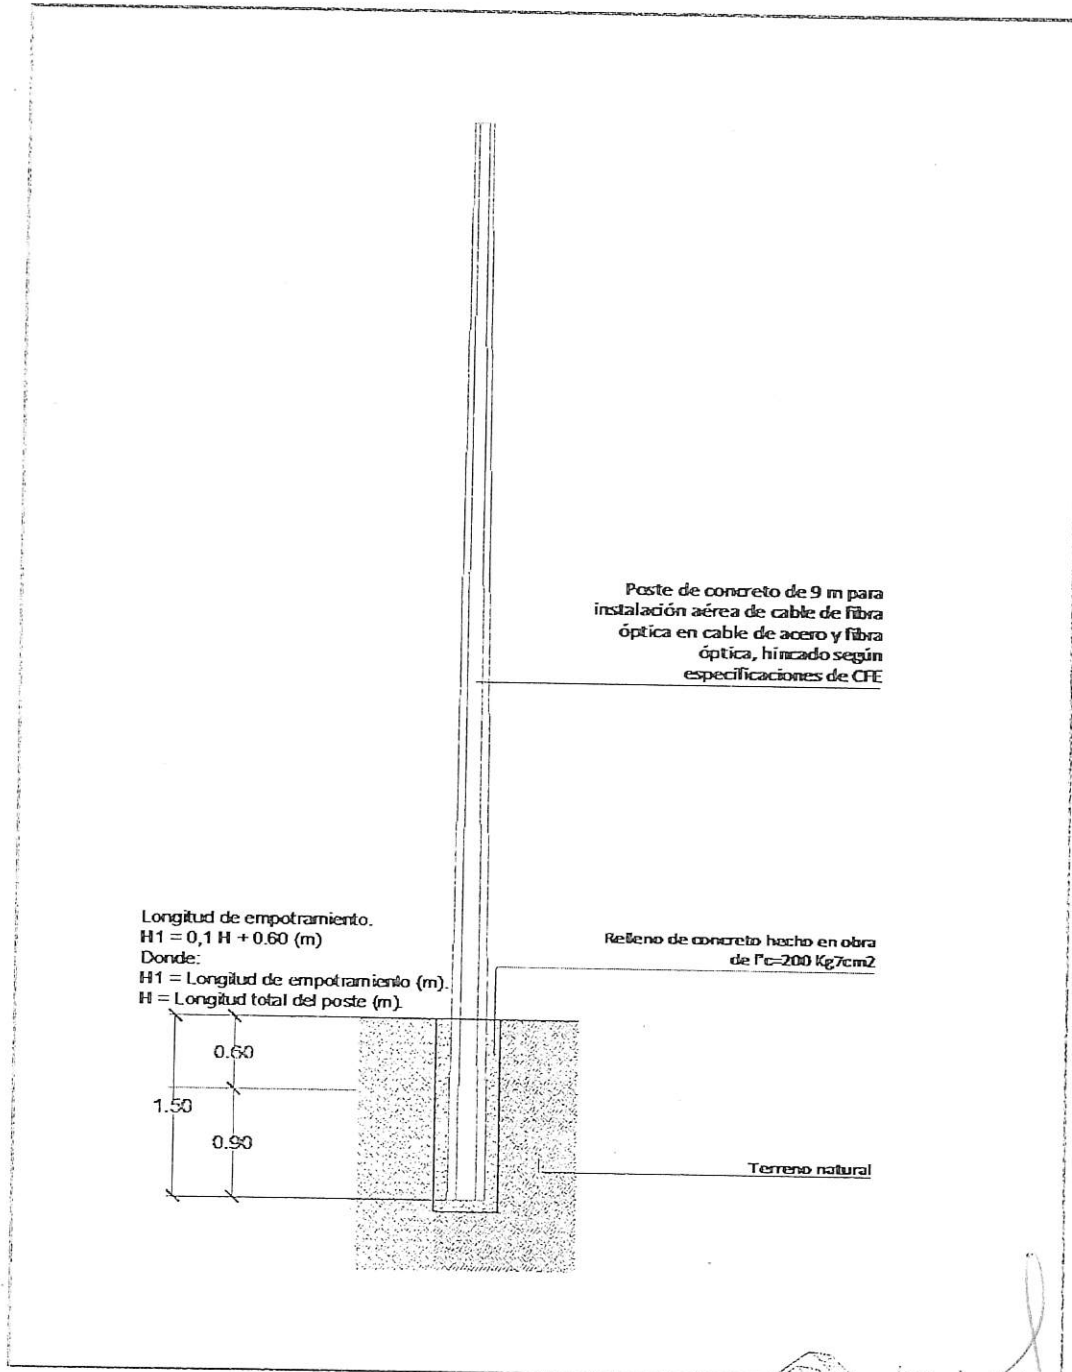 Poste de concreto de 9 m para
instalación aérea de cable de fibra
óptica en cable de acero y fibra
óptica, hincado según
especificaciones de CFE
Longitud de empotramiento.
H1 = 0,1 H + 0.60 (m)
Donde:
H1 = Longitud de empotramiento (m).
H = Longitud total del poste (m).
Relleno de concreto hecho en obra
de f'c=200 Kg7cm2
0.60
1.50
0.90
Terreno natural